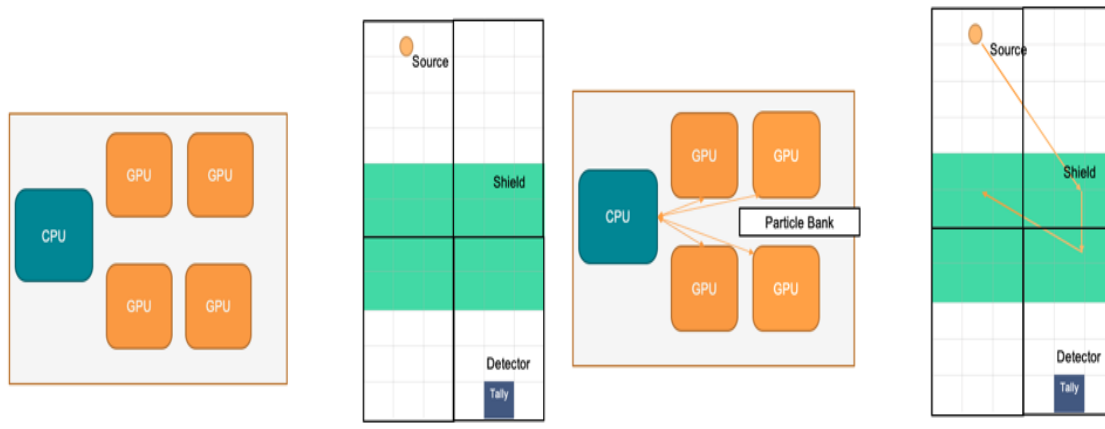 GPU
GPU
CPU
GPU
GPU
Source
Shield
Detector
Tally
GPU
GPU
CPU
Particle Bank
GPU
GPU
Source
Shield
Detector
Tally